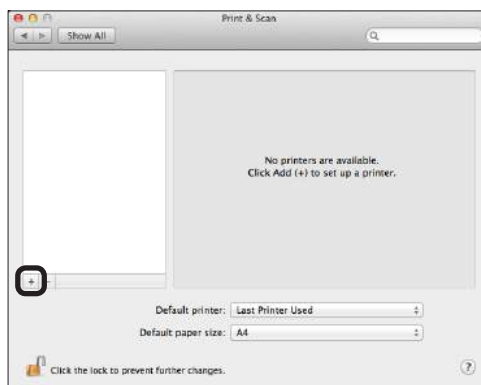 Print & Scan
Show All
No printers are available.
Click Add (+) to set up a printer.
+ −
Default printer: Last Printer Used
Default paper size: A4
Click the lock to prevent further changes.
?